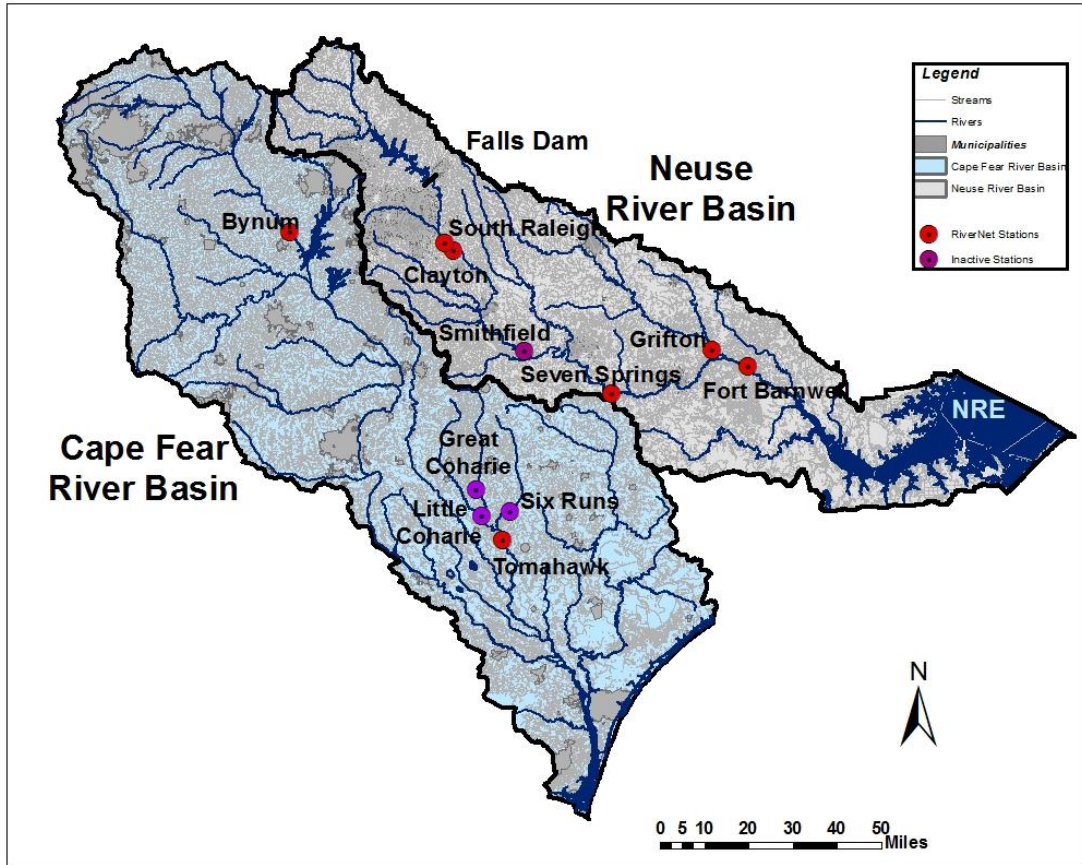 Falls Dam
Neuse
River Basin
Legend
Streams
Rivers
Municipalities
Cape Fear River Basin
Neuse River Basin
RiverNet Stations
Inactive Stations
Bynum
South Raleigh
Clayton
Smithfield
Grifton
Seven Springs
Fort Barnwel
NRE
Cape Fear
River Basin
Great
Coharie
Little
Coharie
Six Runs
Tomahawk
N
0 5 10 20 30 40 50
Miles